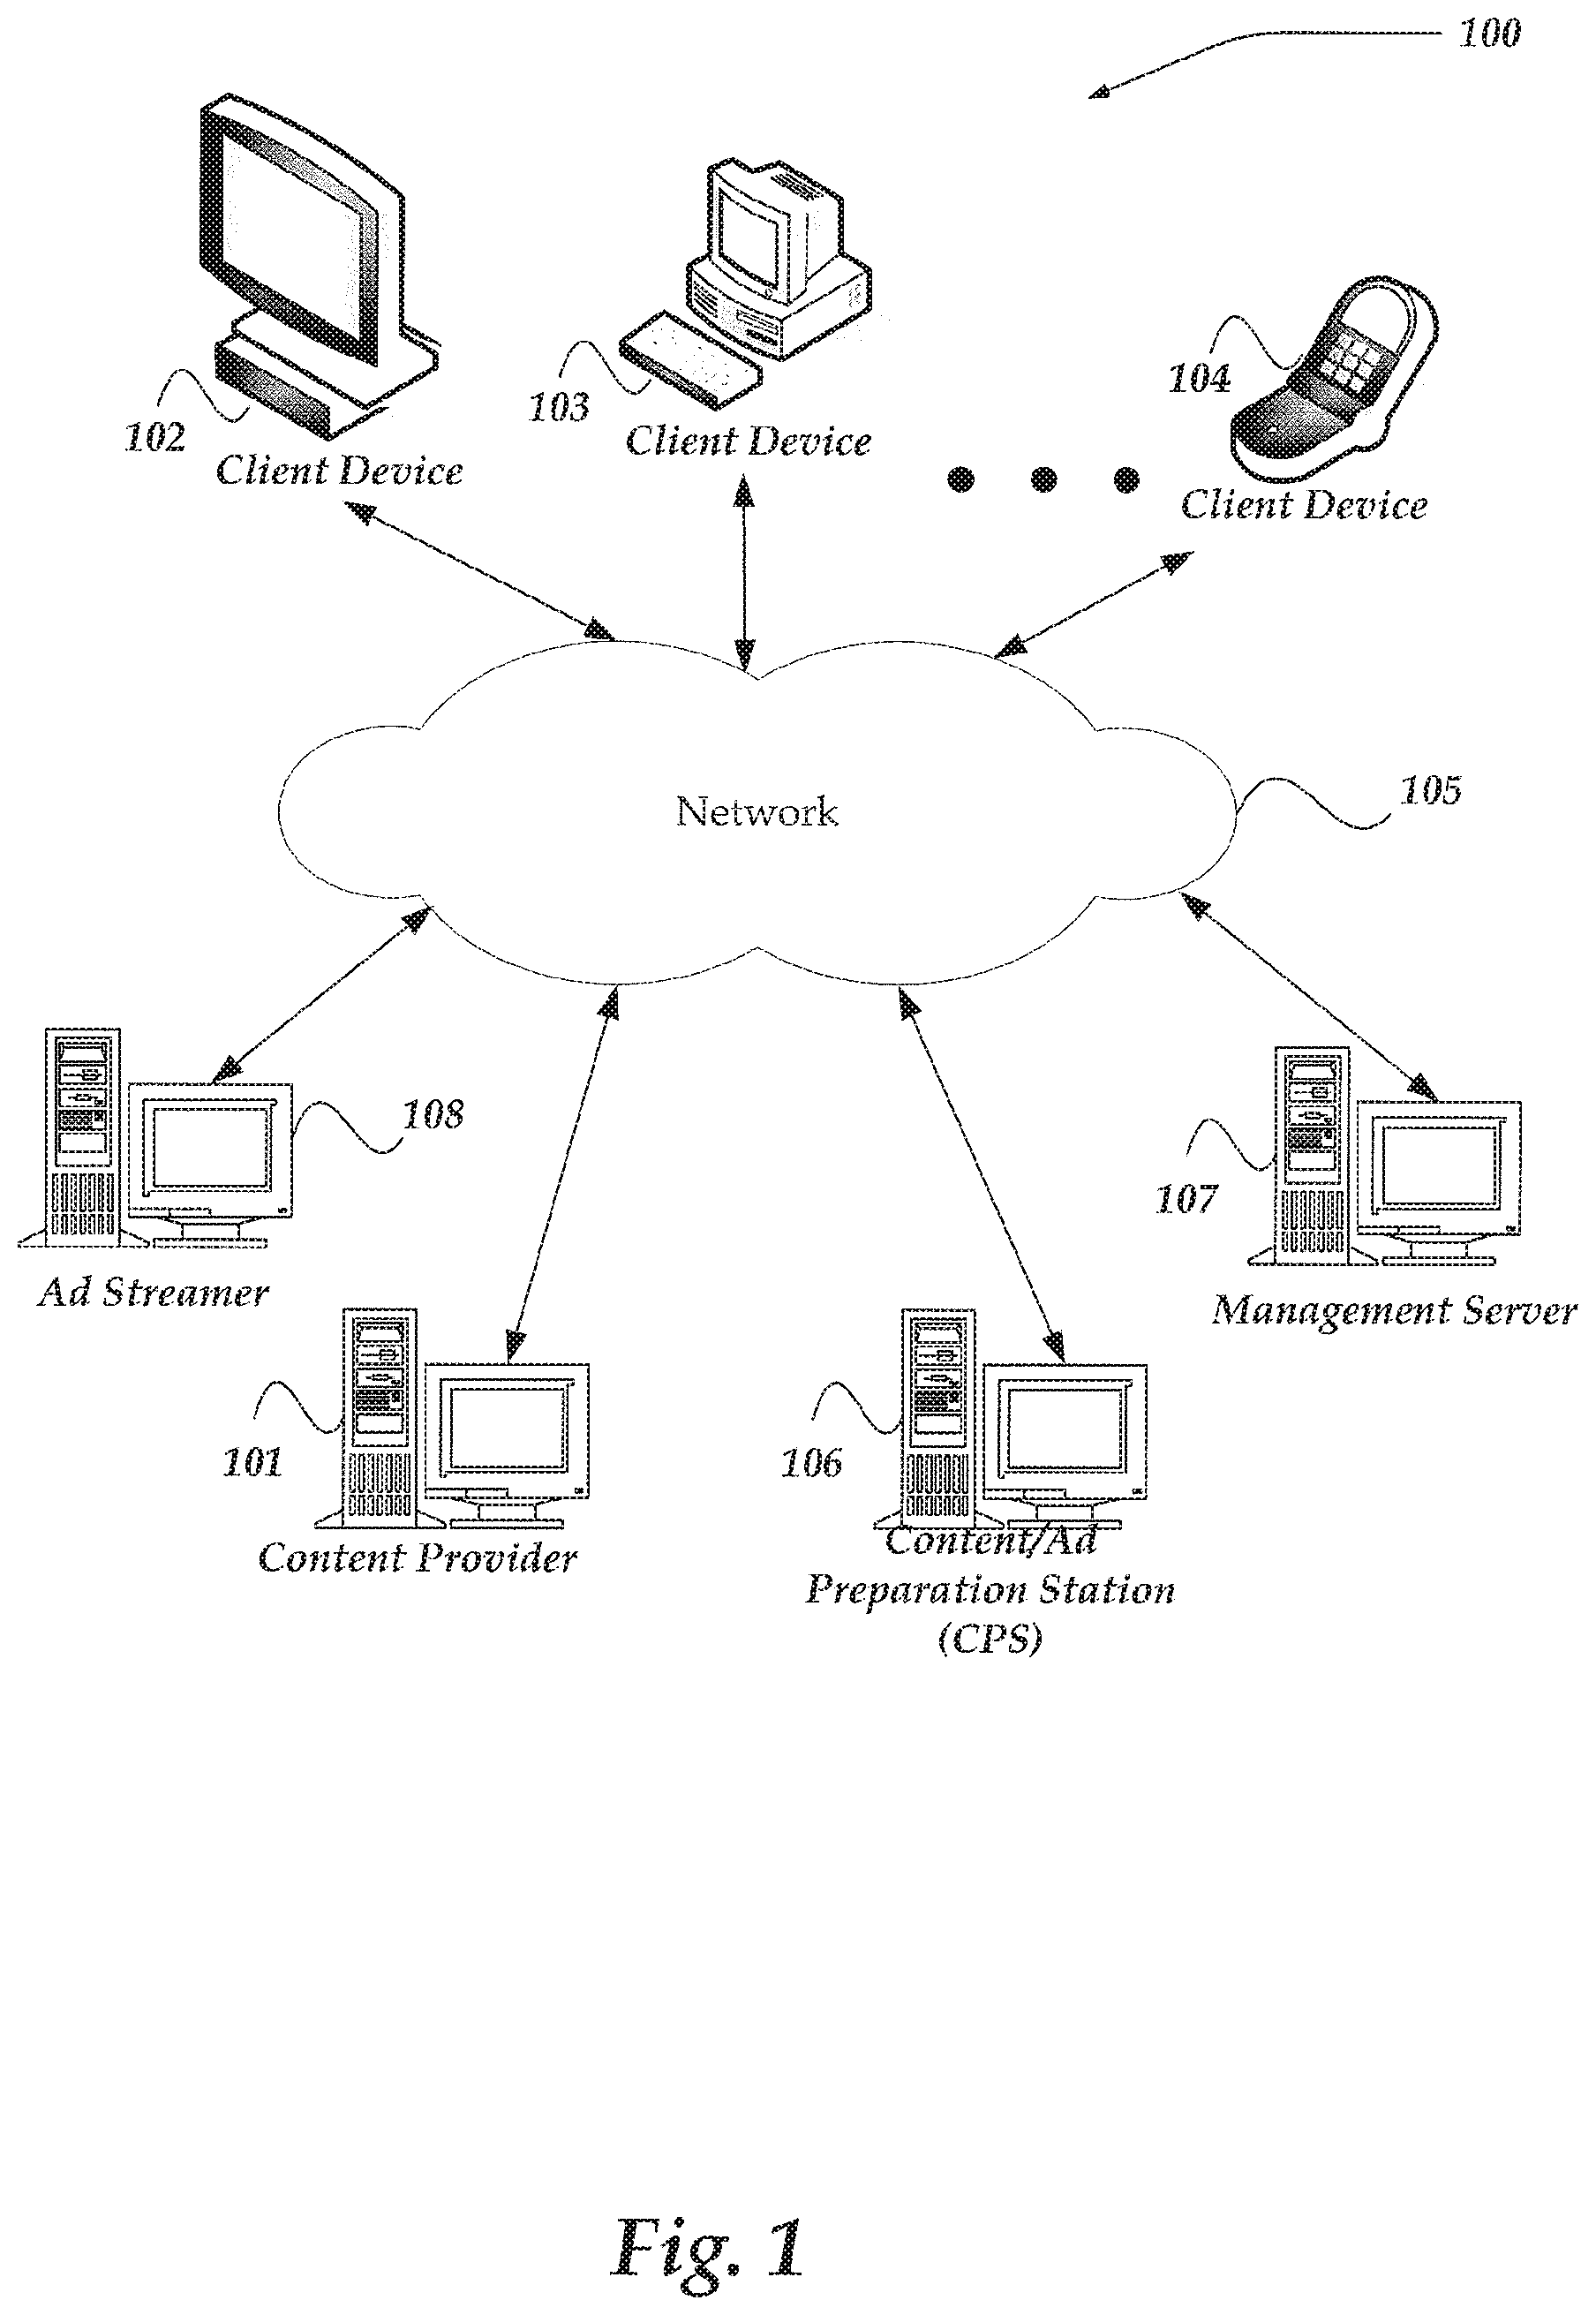 100
102
Client Device
103
Client Device
104
Client Device
Network
105
108
Ad Streamer
107
Management Server
101
Content Provider
106
Content/Ad
Preparation Station
(CPS)
Fig. 1